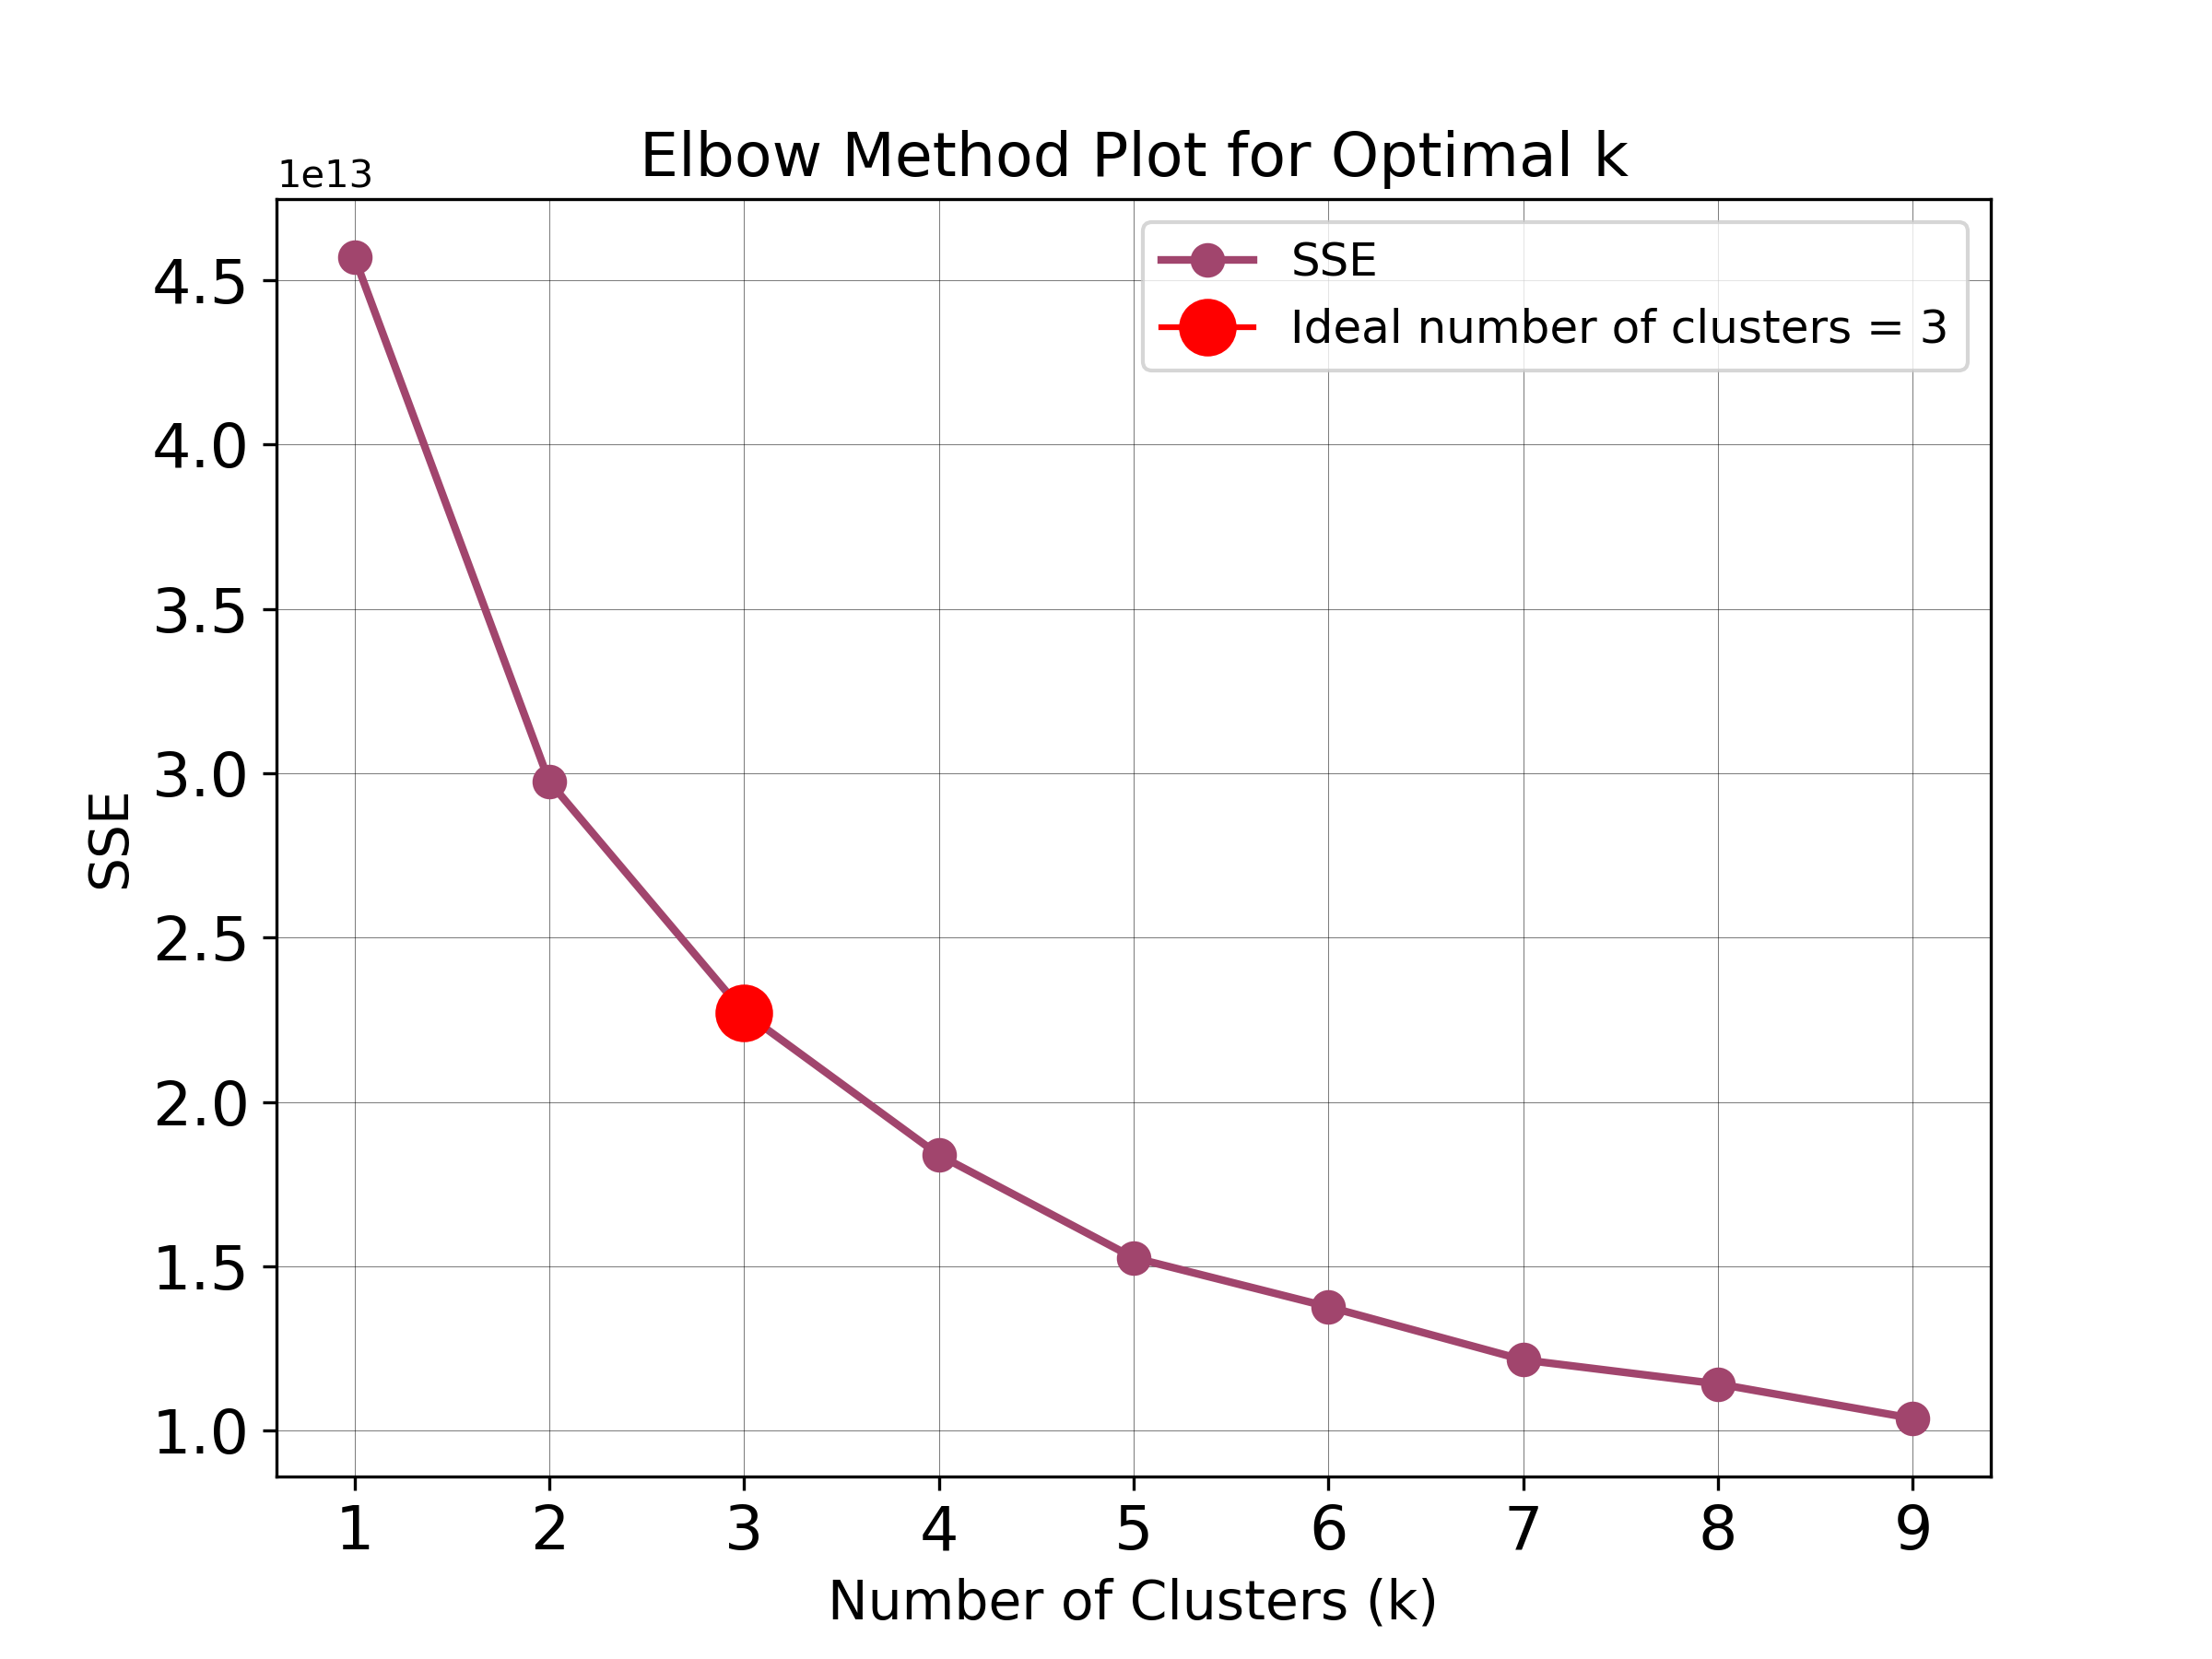 Elbow Method Plot for Optimal k
1e13
SSE
Ideal number of clusters = 3
4.5
4.0
3.5
3.0
2.5
2.0
1.5
1.0
SSE
1 2 3 4 5 6 7 8 9
Number of Clusters (k)